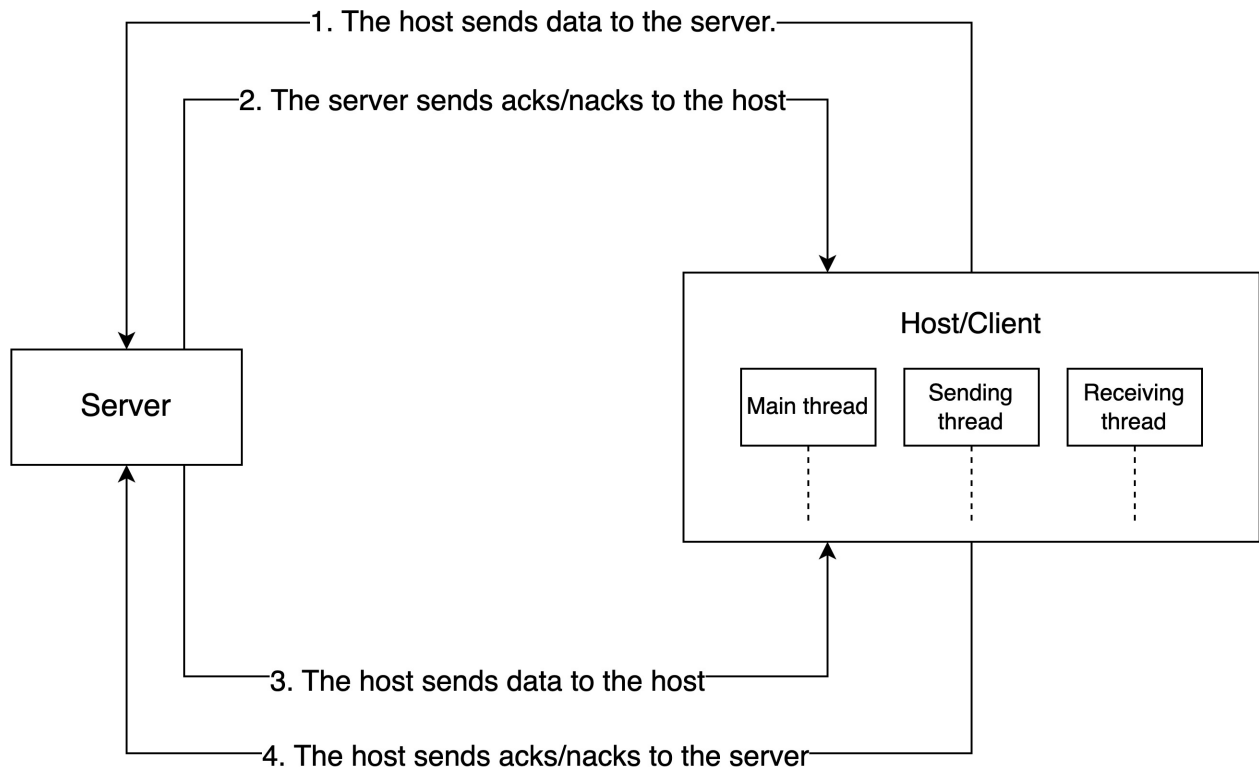 1. The host sends data to the server.
2. The server sends acks/nacks to the host
Host/Client
Server
Main thread
Sending
thread
Receiving
thread
3. The host sends data to the host
4. The host sends acks/nacks to the server